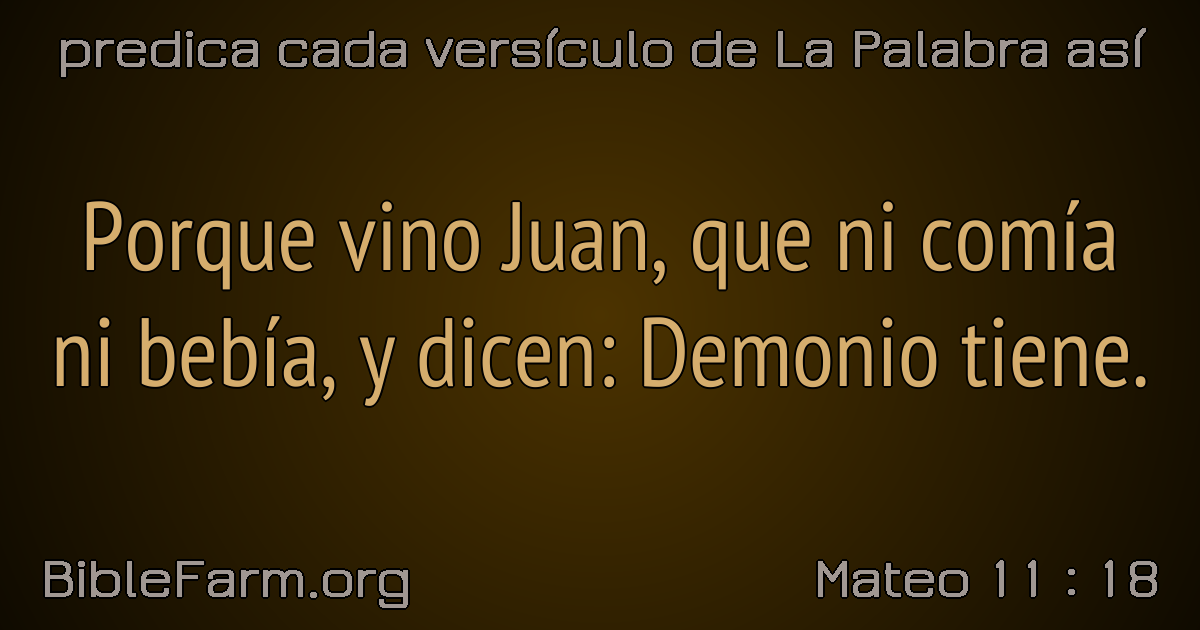 predica cada versículo de La Palabra así
Porque vino Juan, que ni comía
ni bebía, y dicen: Demonio tiene.
BibleFarm.org
Mateo 11 : 18